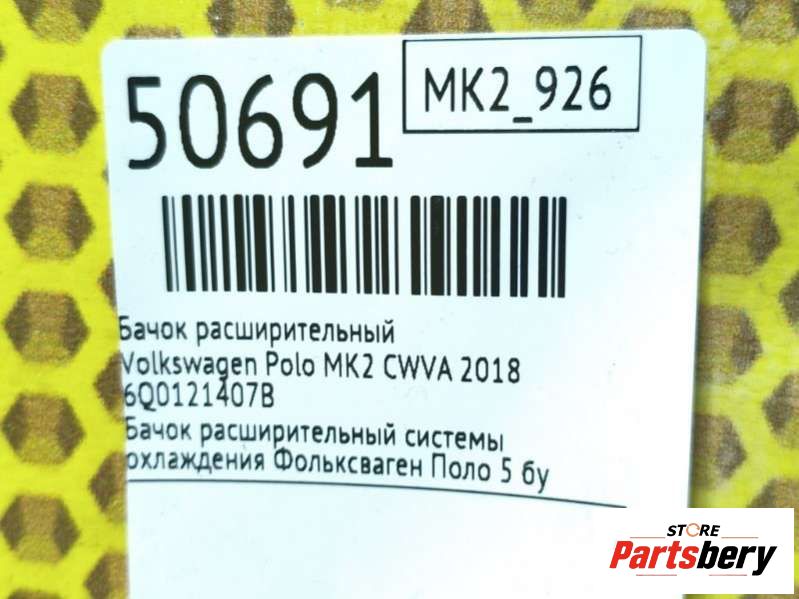 50691
MK2_926
Бачок расширительный
Volkswagen Polo MK2 CWVA 2018
6Q0121407B
Бачок расширительный системы
охлаждения Фольксваген Поло 5 бу
STORE
Partsbery